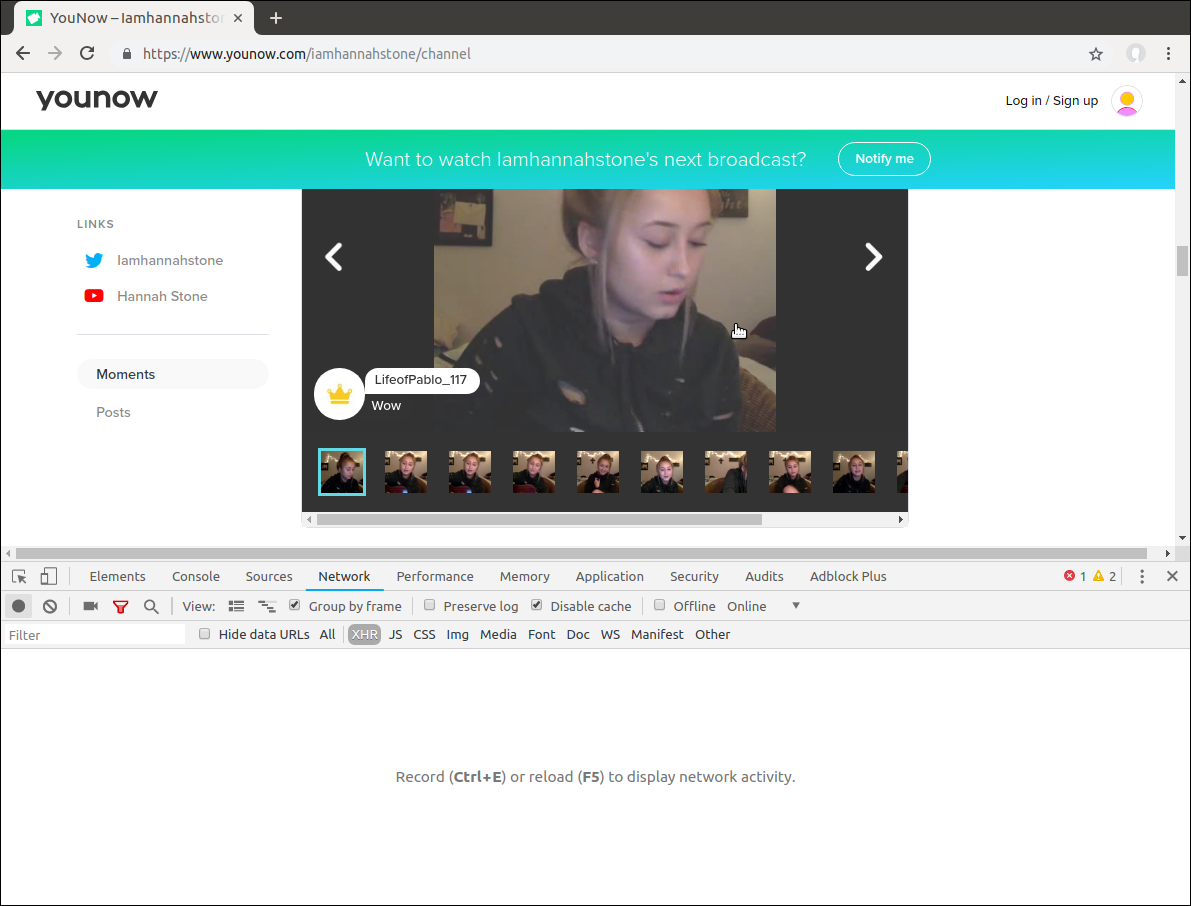 YouNow – Iamhannahsto
https://www.younow.com/iamhannahstone/channel
younow
Log in / Sign up
Want to watch Iamhannahstone's next broadcast?
Notify me
LINKS
Iamhannahstone
Hannah Stone
Moments
Posts
LifeofPablo_117
Wow
Elements Console Sources Network Performance Memory Application Security Audits Adblock Plus 1 2
View: Group by frame Preserve log Disable cache Offline Online
Filter Hide data URLs All XHR JS CSS Img Media Font Doc WS Manifest Other
Record (Ctrl+E) or reload (F5) to display network activity.